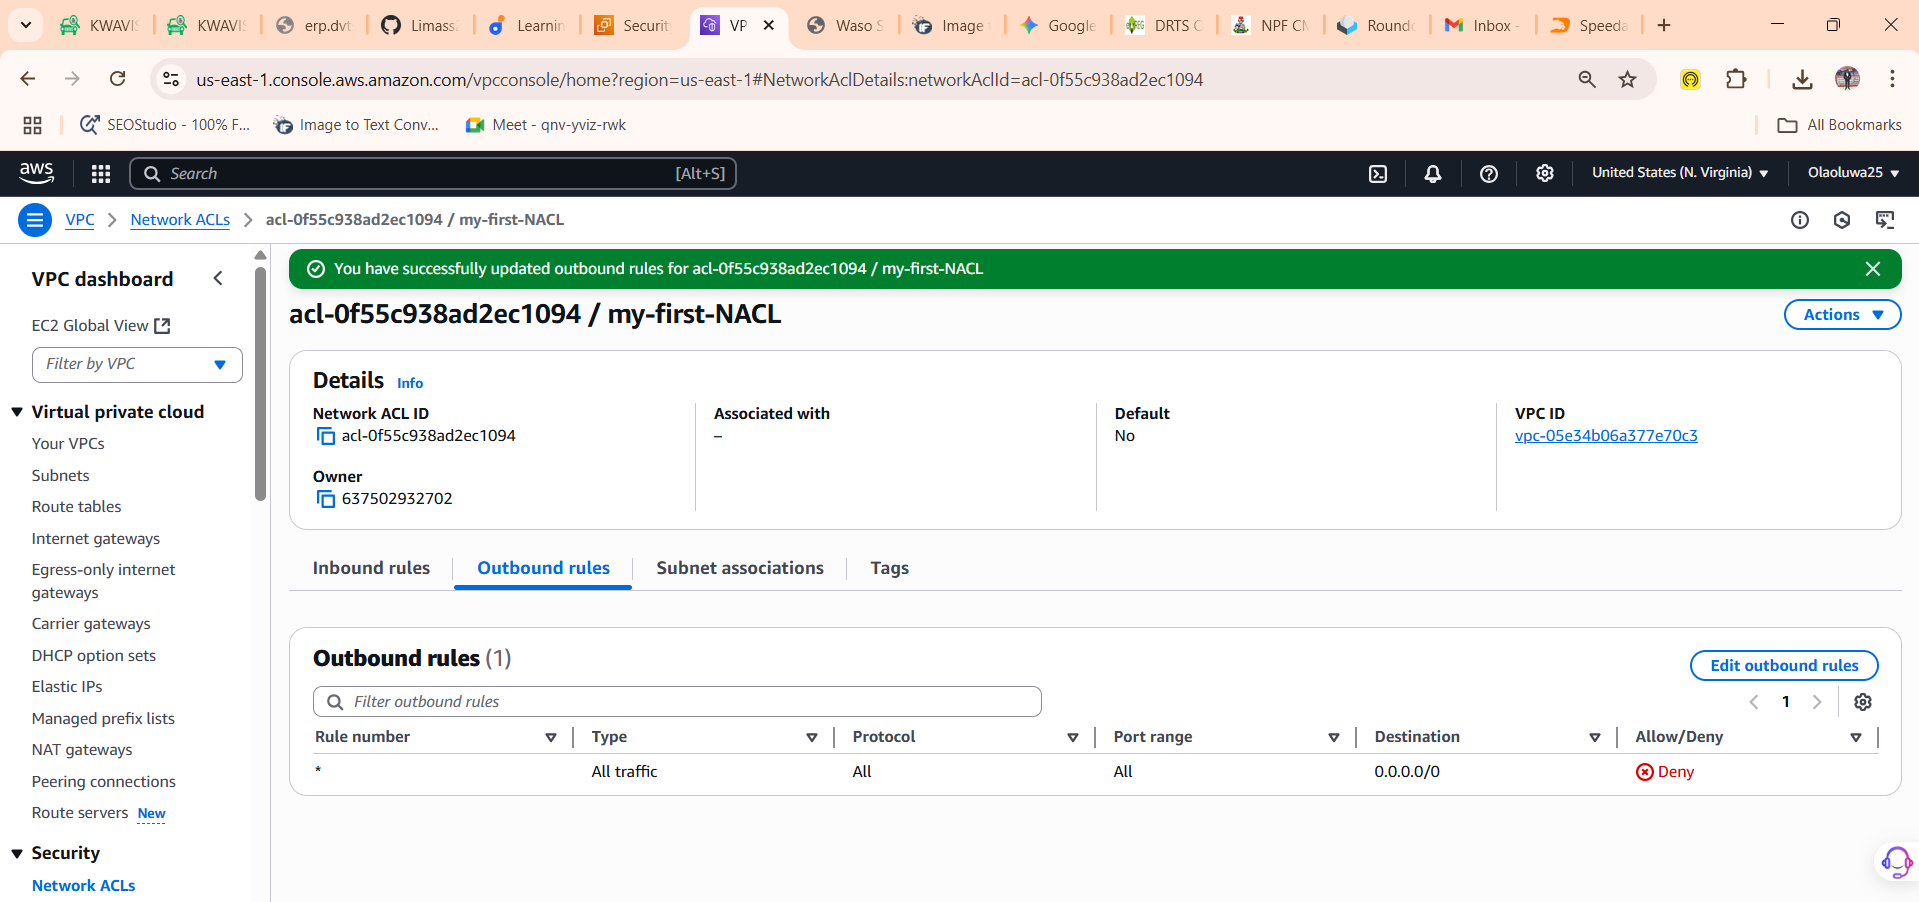 KWAVIS
KWAVIS
erp.dvt
Limass
Learnin
Securit
VP
Waso S
Image
Google
DRTS C
NPF CM
Roundc
Inbox -
Speeda
us-east-1.console.aws.amazon.com/vpcconsole/home?region=us-east-1#NetworkAclDetails:networkAclId=acl-0f55c938ad2ec1094
SEOStudio - 100% F...
Image to Text Conv...
Meet - qnv-yviz-rwk
All Bookmarks
aws
Search
[Alt+S]
United States (N. Virginia)
Olaoluwa25
VPC
Network ACLs
acl-0f55c938ad2ec1094 / my-first-NACL
VPC dashboard
EC2 Global View
Filter by VPC
Virtual private cloud
Your VPCs
Subnets
Route tables
Internet gateways
Egress-only internet
gateways
Carrier gateways
DHCP option sets
Elastic IPs
Managed prefix lists
NAT gateways
Peering connections
Route servers New
Security
Network ACLs
You have successfully updated outbound rules for acl-0f55c938ad2ec1094 / my-first-NACL
acl-0f55c938ad2ec1094 / my-first-NACL
Actions
Details Info
Network ACL ID
acl-0f55c938ad2ec1094
Associated with
–
Default
No
VPC ID
vpc-05e34b06a377e70c3
Owner
637502932702
Inbound rules
Outbound rules
Subnet associations
Tags
Outbound rules (1)
Edit outbound rules
Filter outbound rules
1
Rule number Type Protocol Port range Destination Allow/Deny
* All traffic All All 0.0.0.0/0 Deny